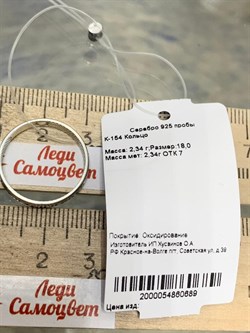 Серебро 925 пробы
К-154 Кольцо
Масса: 2,34 г;Размер:18,0
Масса мет: 2,34г ОТК 7
Леди
Самоцвет
Покрытие: Оксидирование
Изготовитель ИП Хусаинов О.А.
РФ Красное-на-Волге пгт, Советская ул, д 39
Леди
Самоцвет
2000054860689
Цена изд: